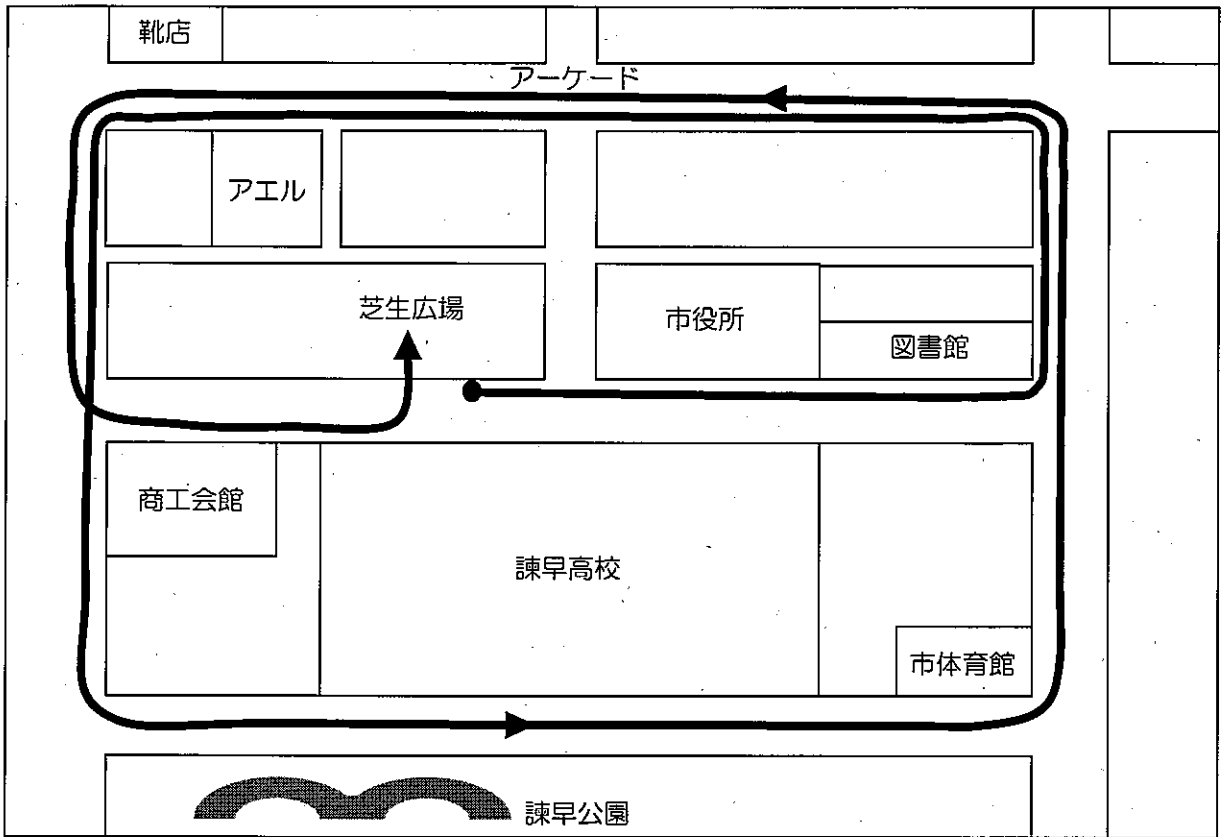 靴店
アーケード
アエル
芝生広場
市役所
図書館
商工会館
諫早高校
市体育館
諫早公園